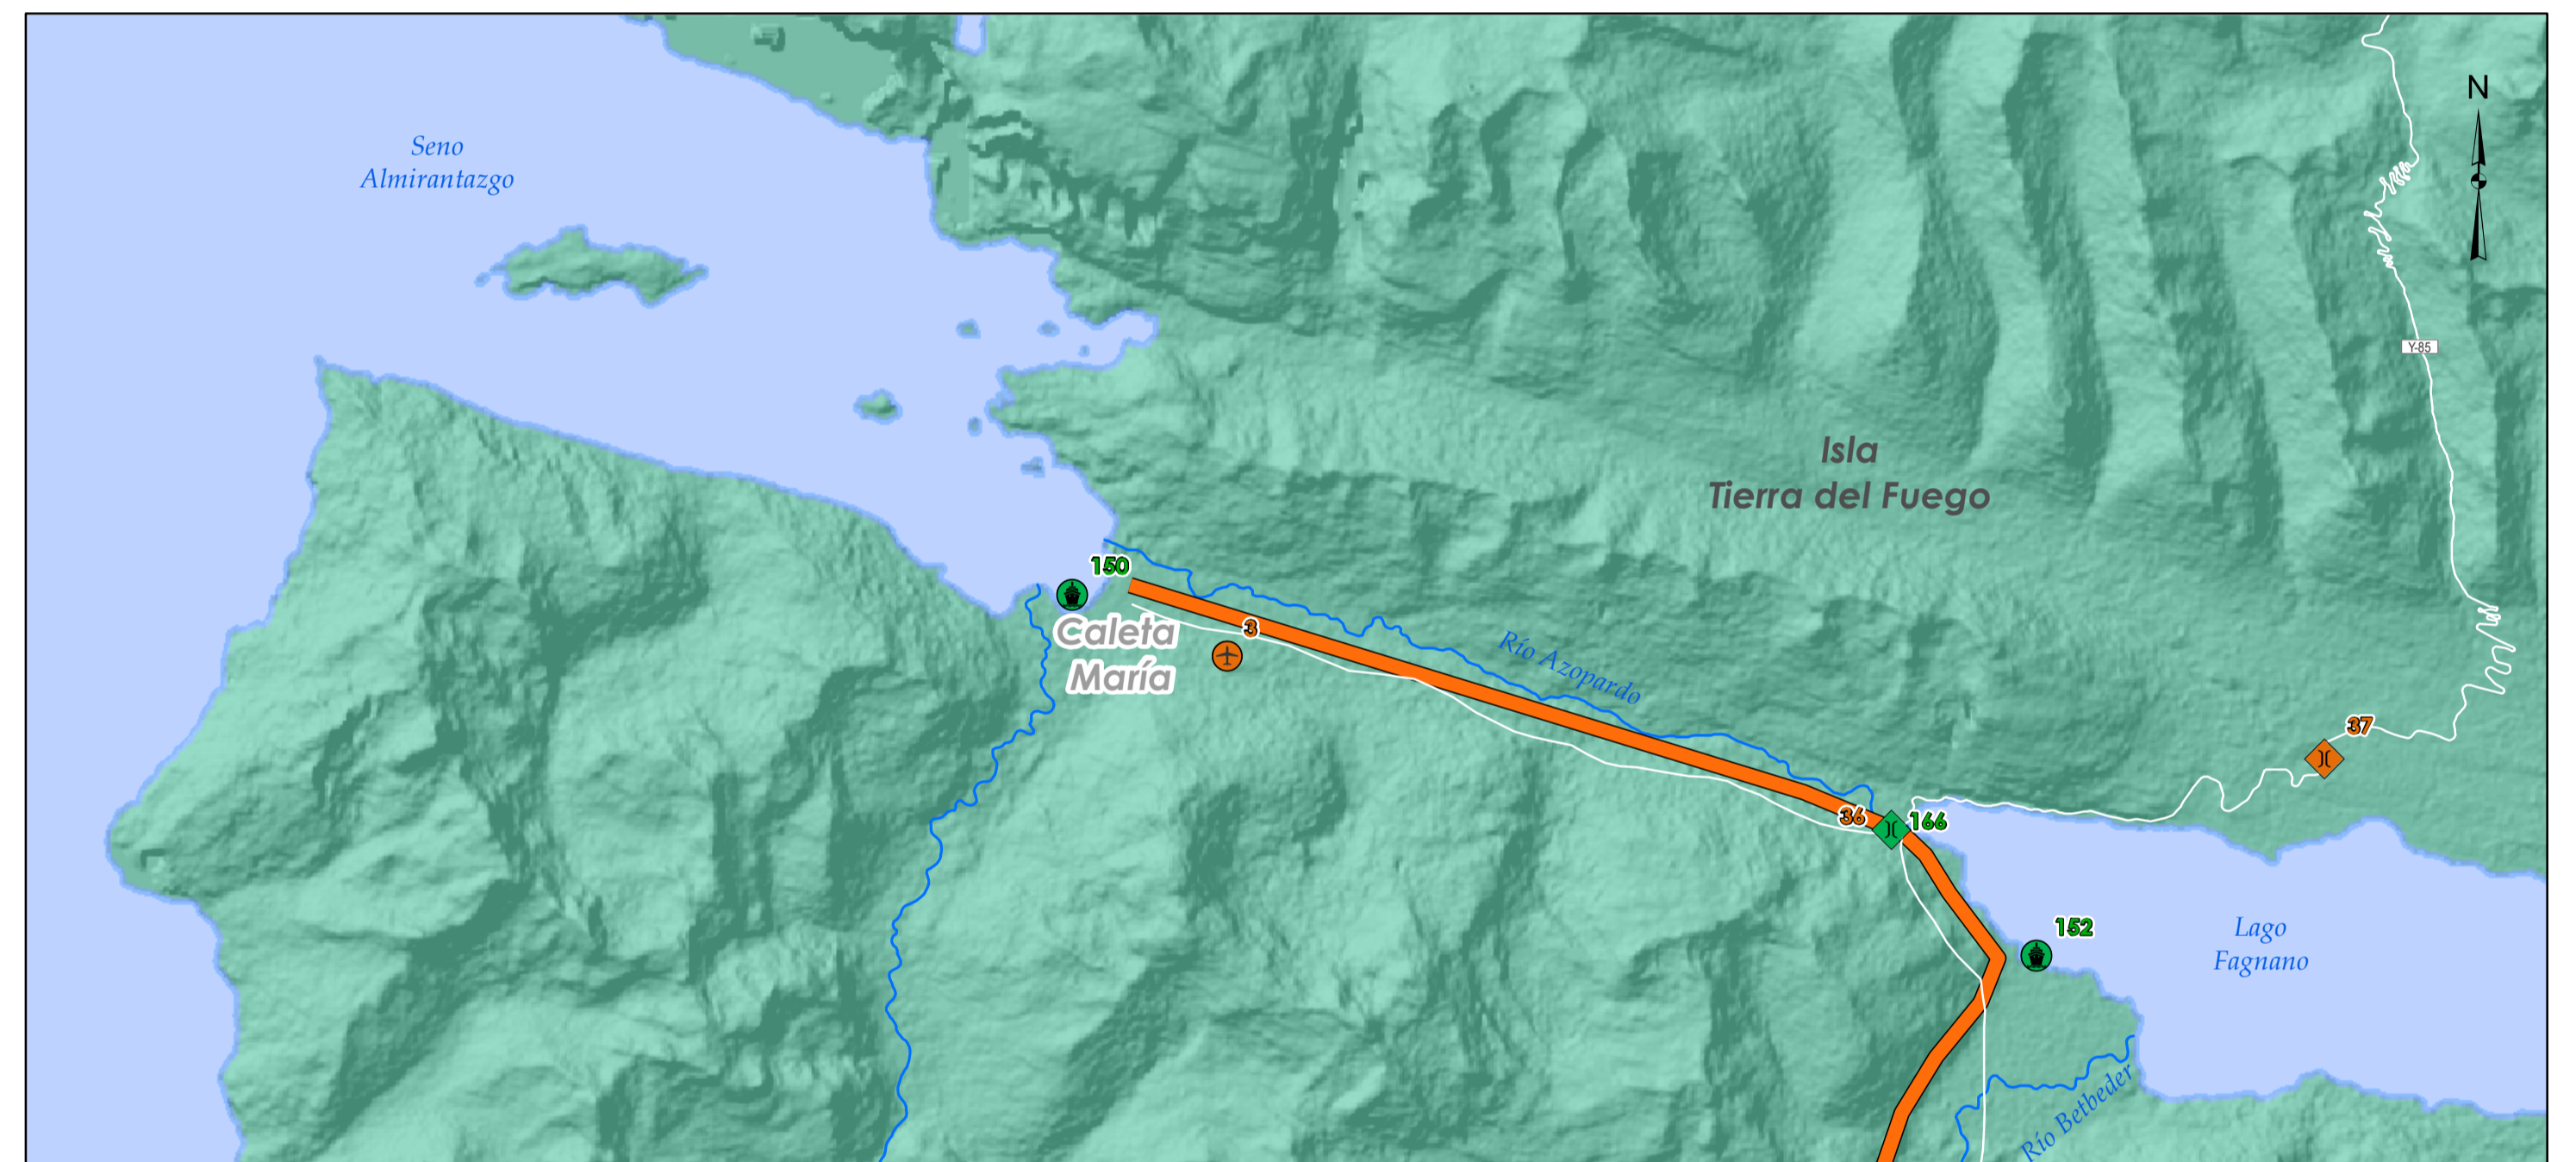 N
Seno
Almirantazgo
Y-85
Isla
Tierra del Fuego
150
Caleta
María
3
Río Azopardo
37
36
166
152
Lago
Fagnano
Río Betbeder